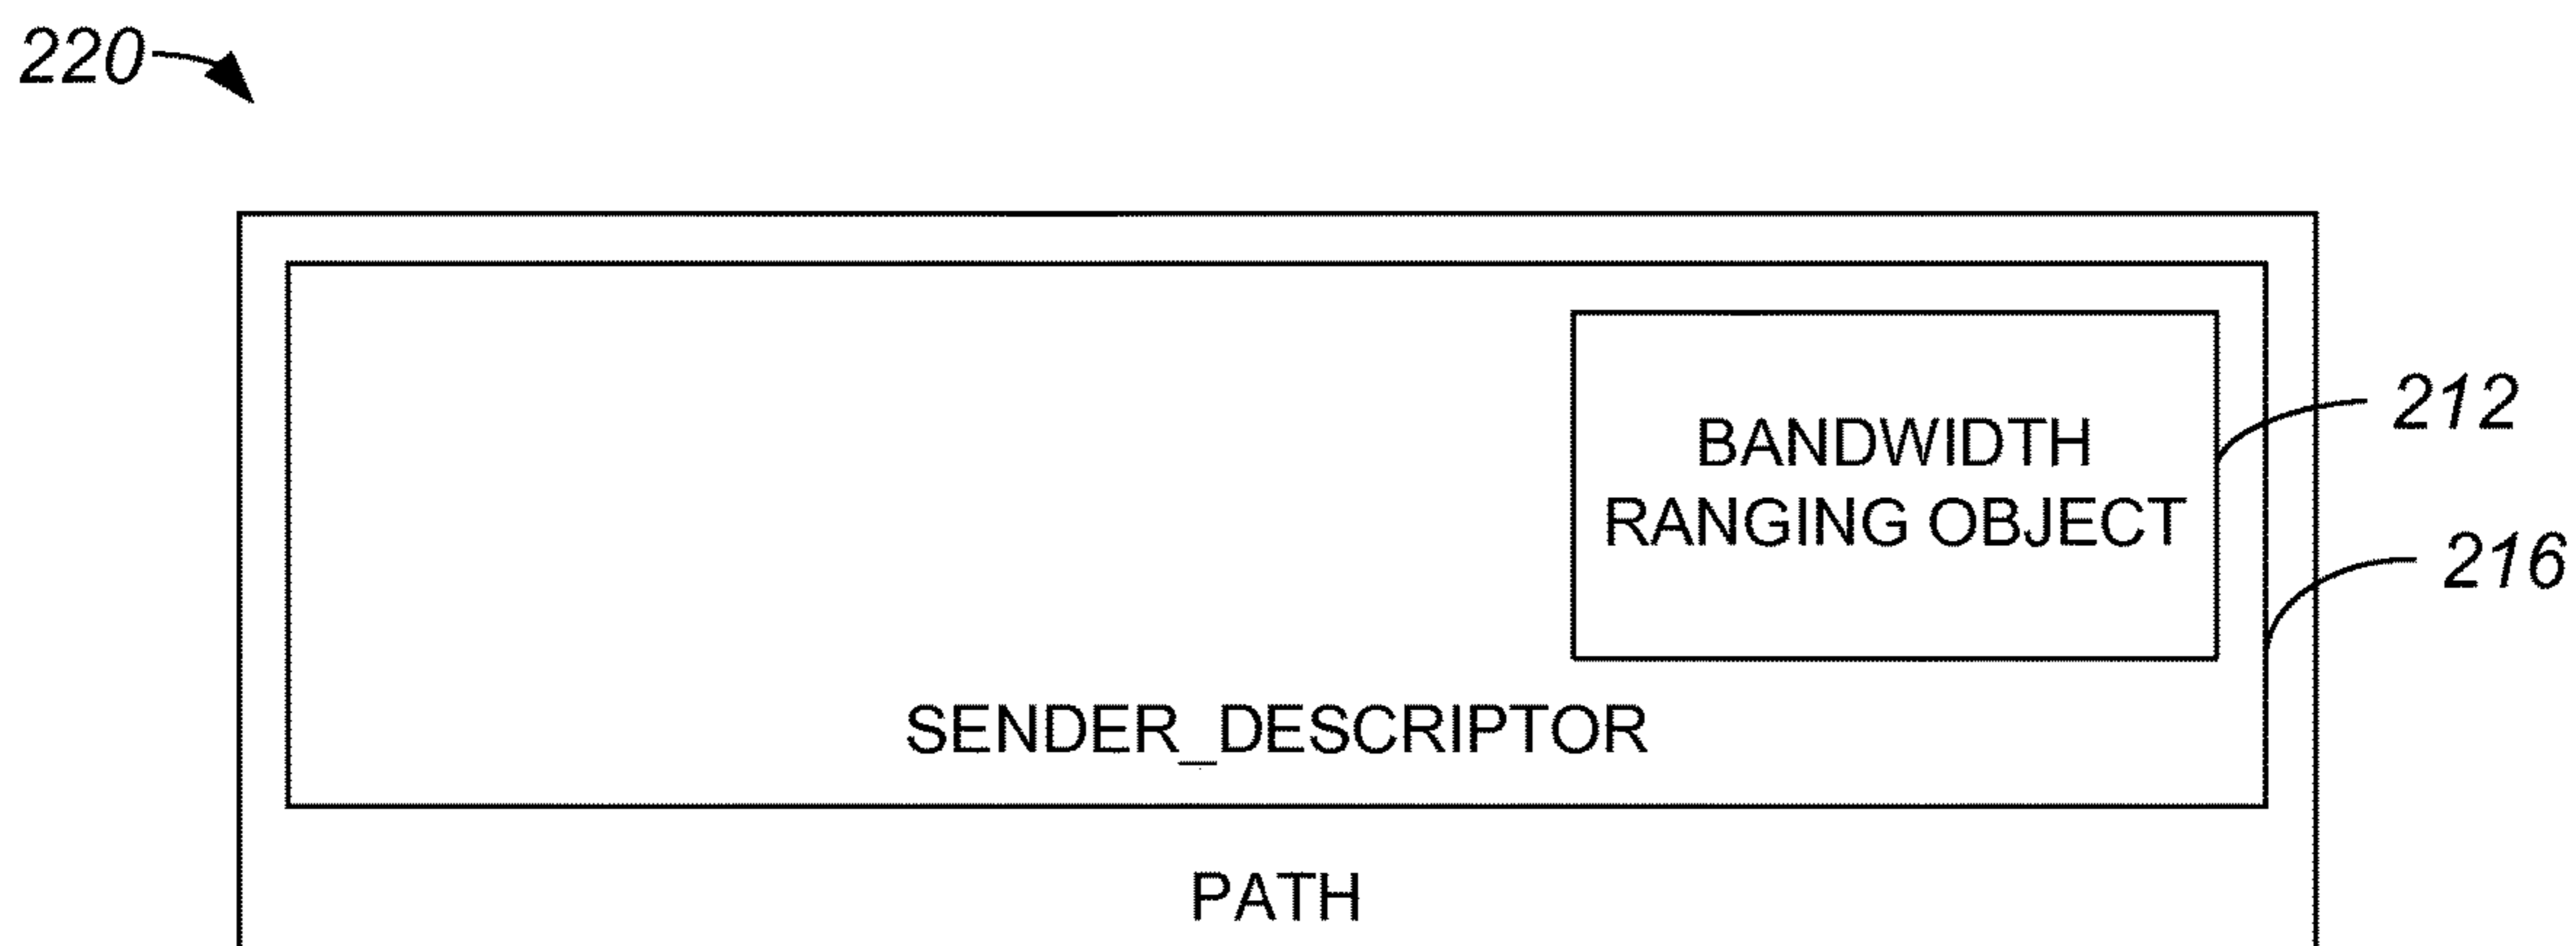 220
BANDWIDTH
RANGING OBJECT
212
216
SENDER_DESCRIPTOR
PATH